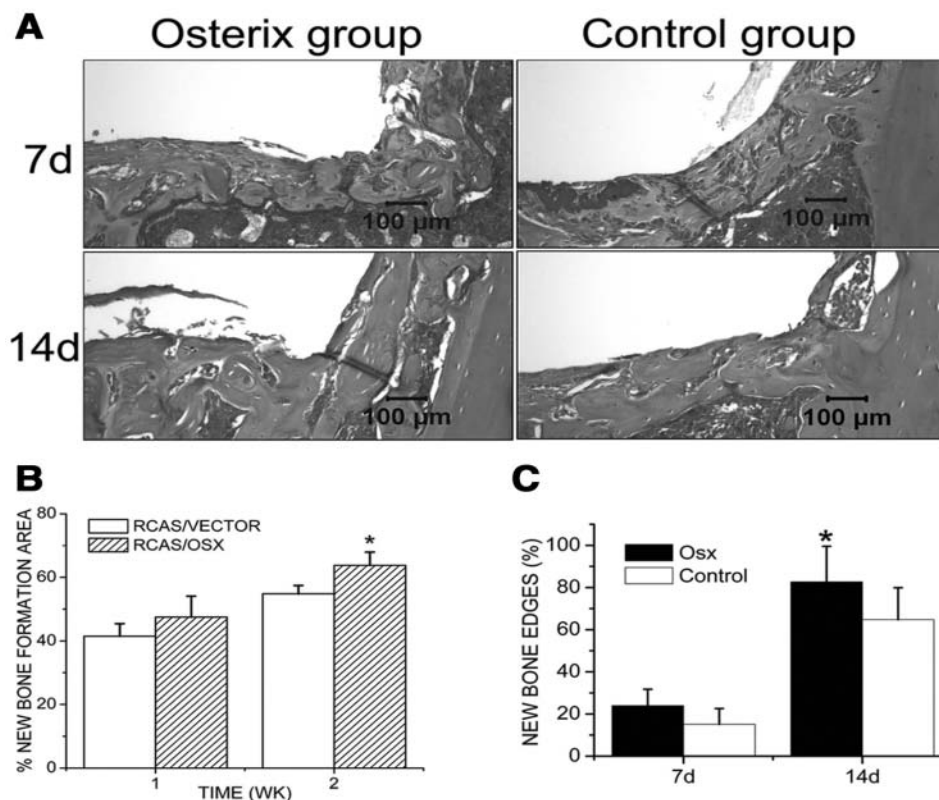 A
Osterix group
Control group
7d
100 µm
100 µm
14d
100 µm
100 µm
B
% NEW BONE FORMATION AREA
80
60
40
20
0
RCAS/VECTOR
RCAS/OSX
*
1
2
TIME (WK)
C
NEW BONE EDGES (%)
100
80
60
40
20
0
Osx
Control
*
7d
14d